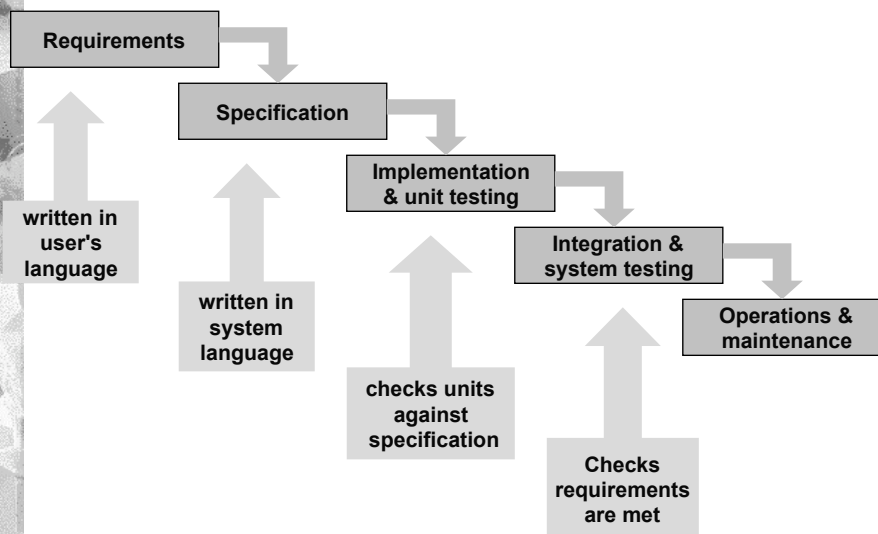 Requirements
Specification
Implementation
& unit testing
Integration &
system testing
Operations &
maintenance
written in
user's
language
written in
system
language
checks units
against
specification
Checks
requirements
are met